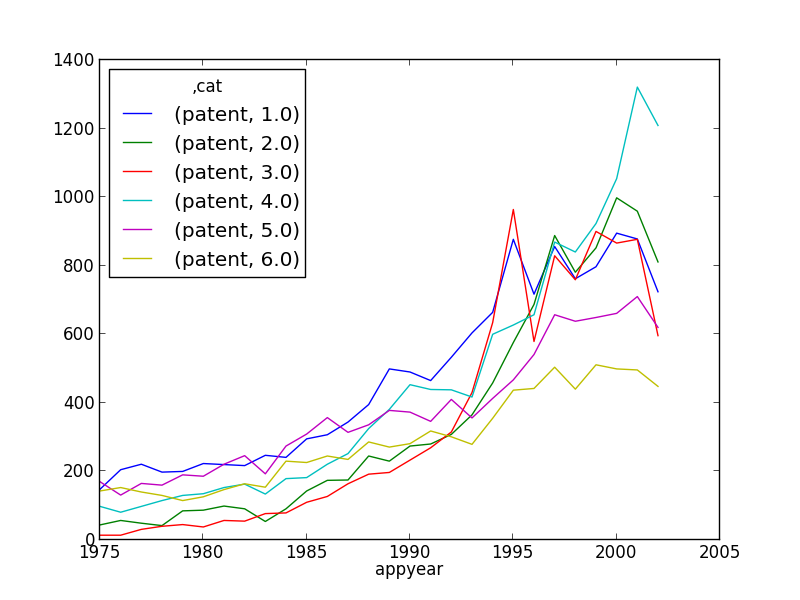 1400
1200
1000
800
600
400
200
0
,cat
(patent, 1.0)
(patent, 2.0)
(patent, 3.0)
(patent, 4.0)
(patent, 5.0)
(patent, 6.0)
1975 1980 1985 1990 1995 2000 2005
appyear